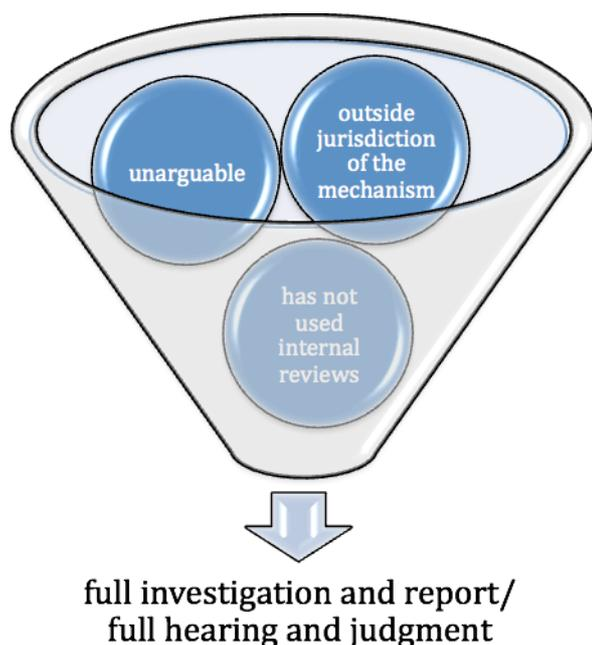 unarguable
outside
jurisdiction
of the
mechanism
has not
used
internal
reviews
full investigation and report/
full hearing and judgment